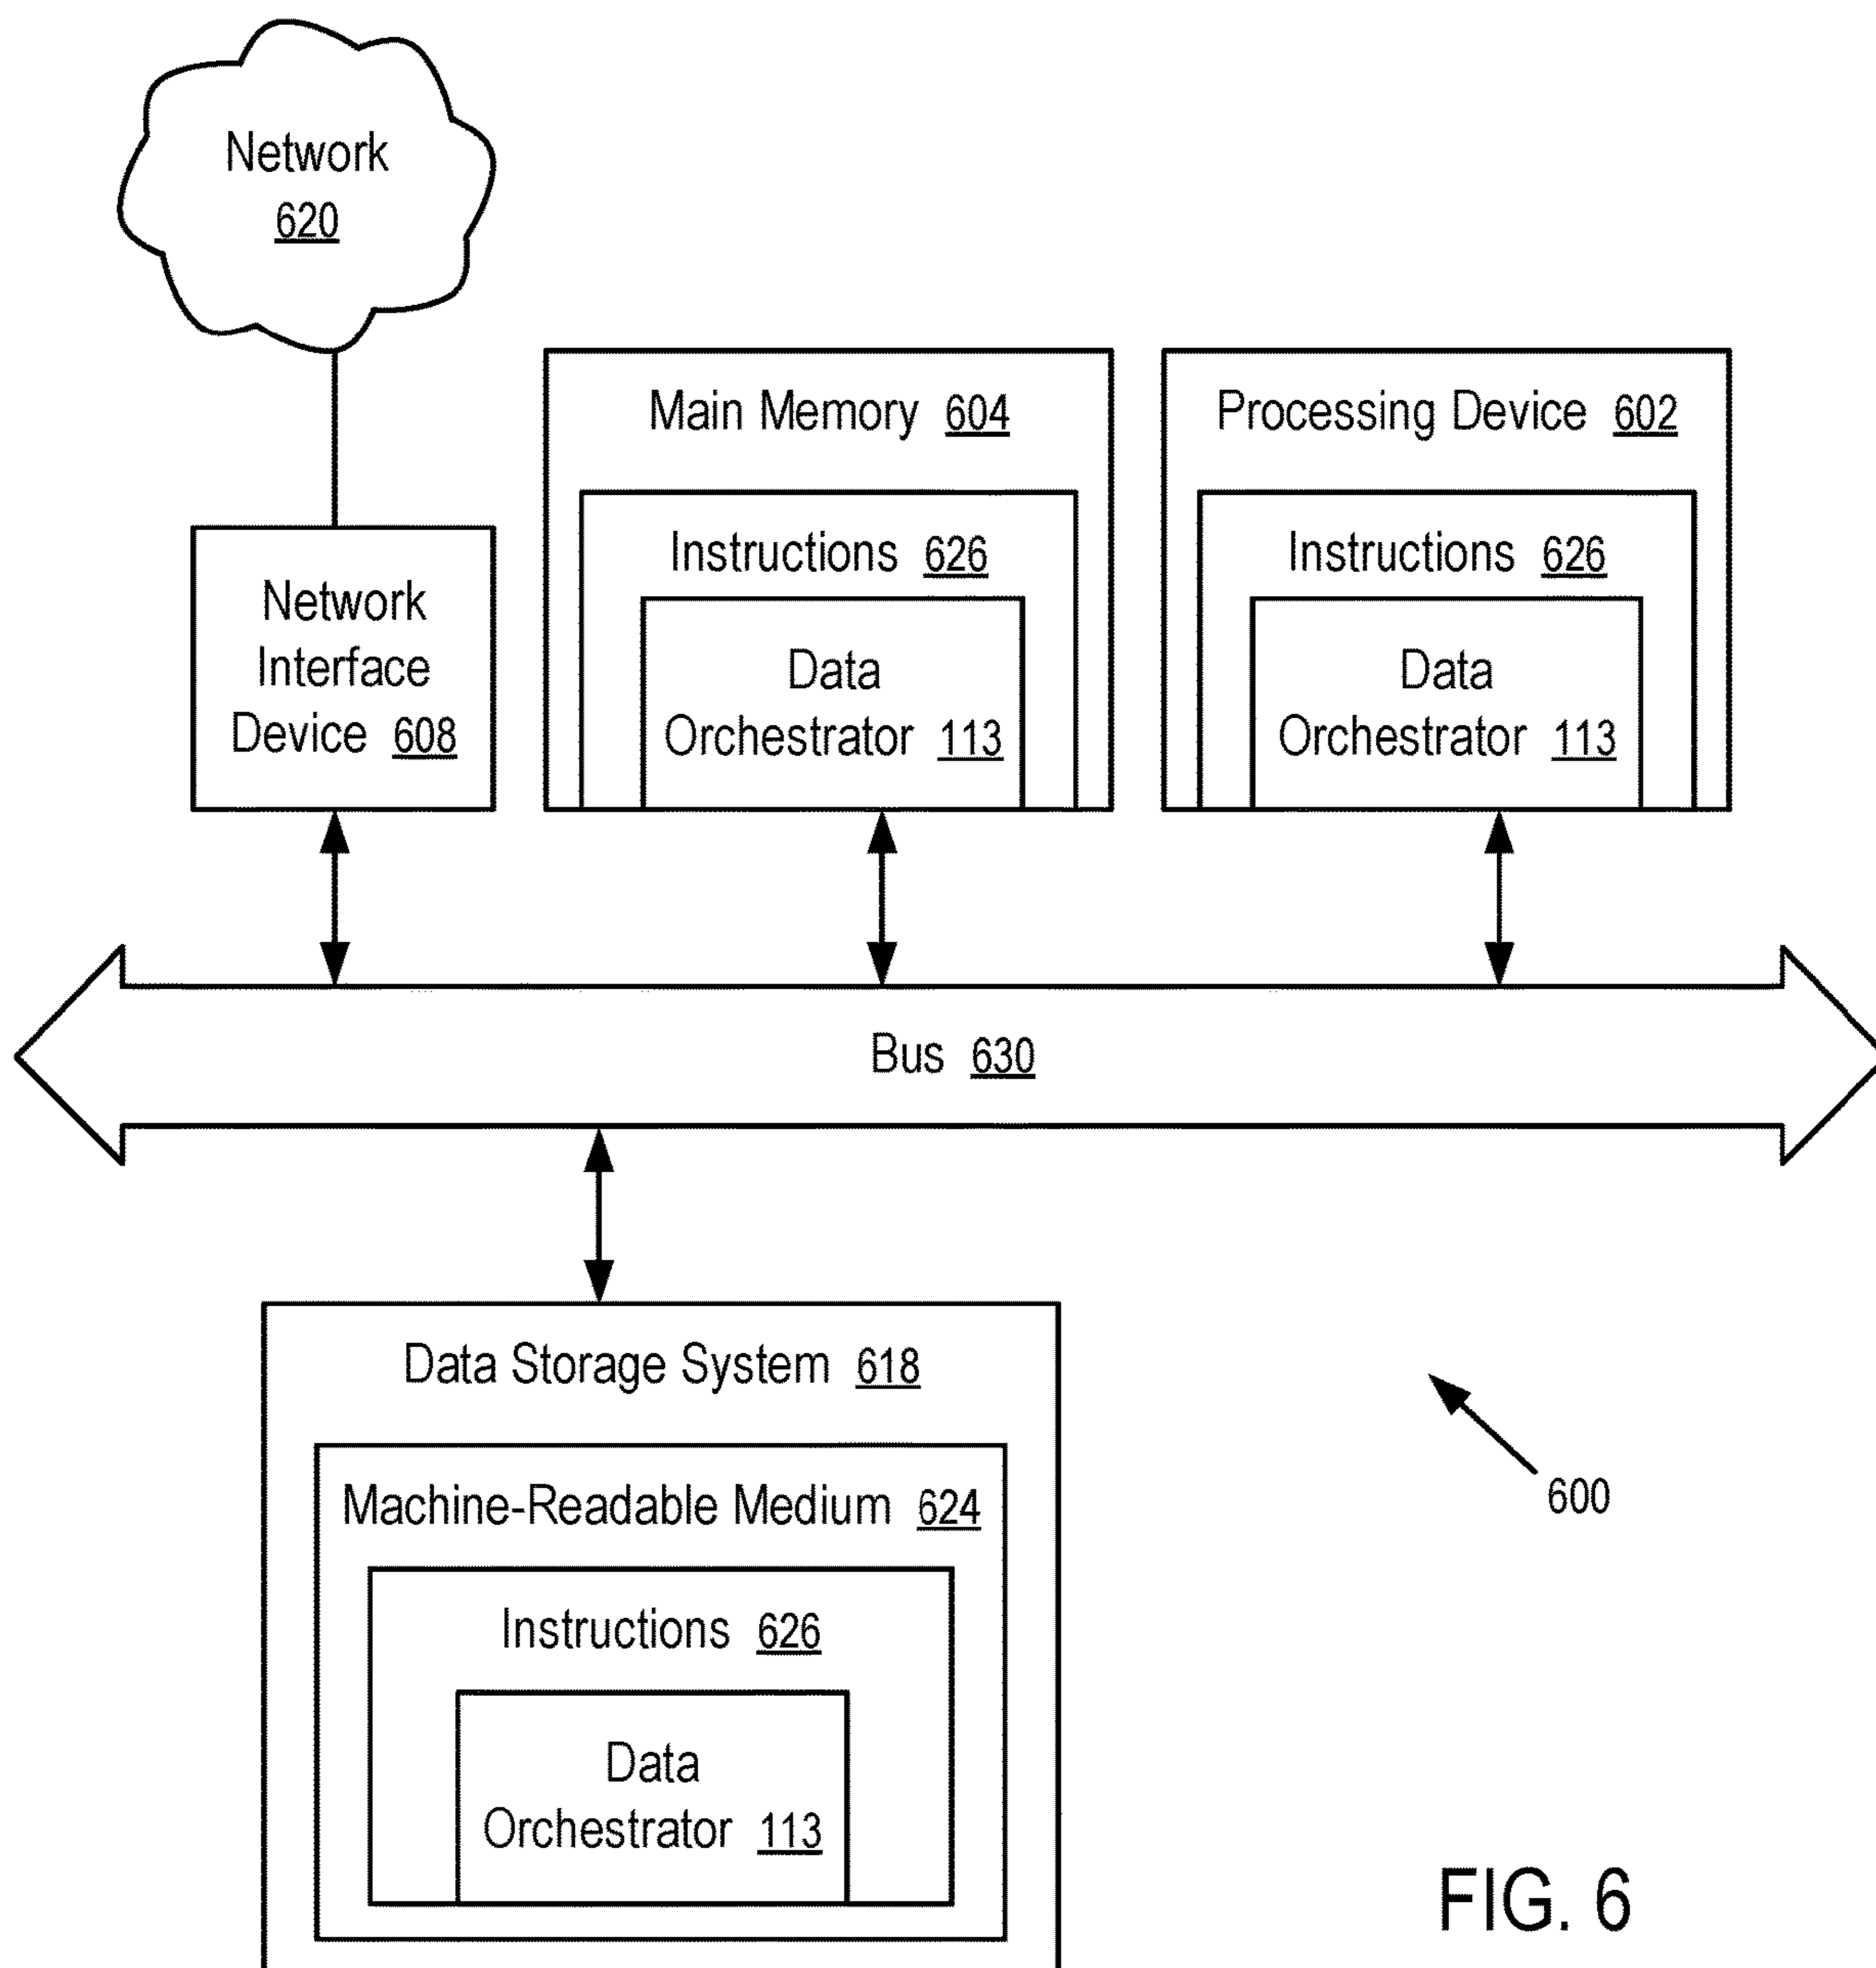 Network
620
Main Memory 604
Instructions 626
Data
Orchestrator 113
Processing Device 602
Instructions 626
Data
Orchestrator 113
Network
Interface
Device 608
Bus 630
Data Storage System 618
Machine-Readable Medium 624
Instructions 626
Data
Orchestrator 113
600
FIG. 6